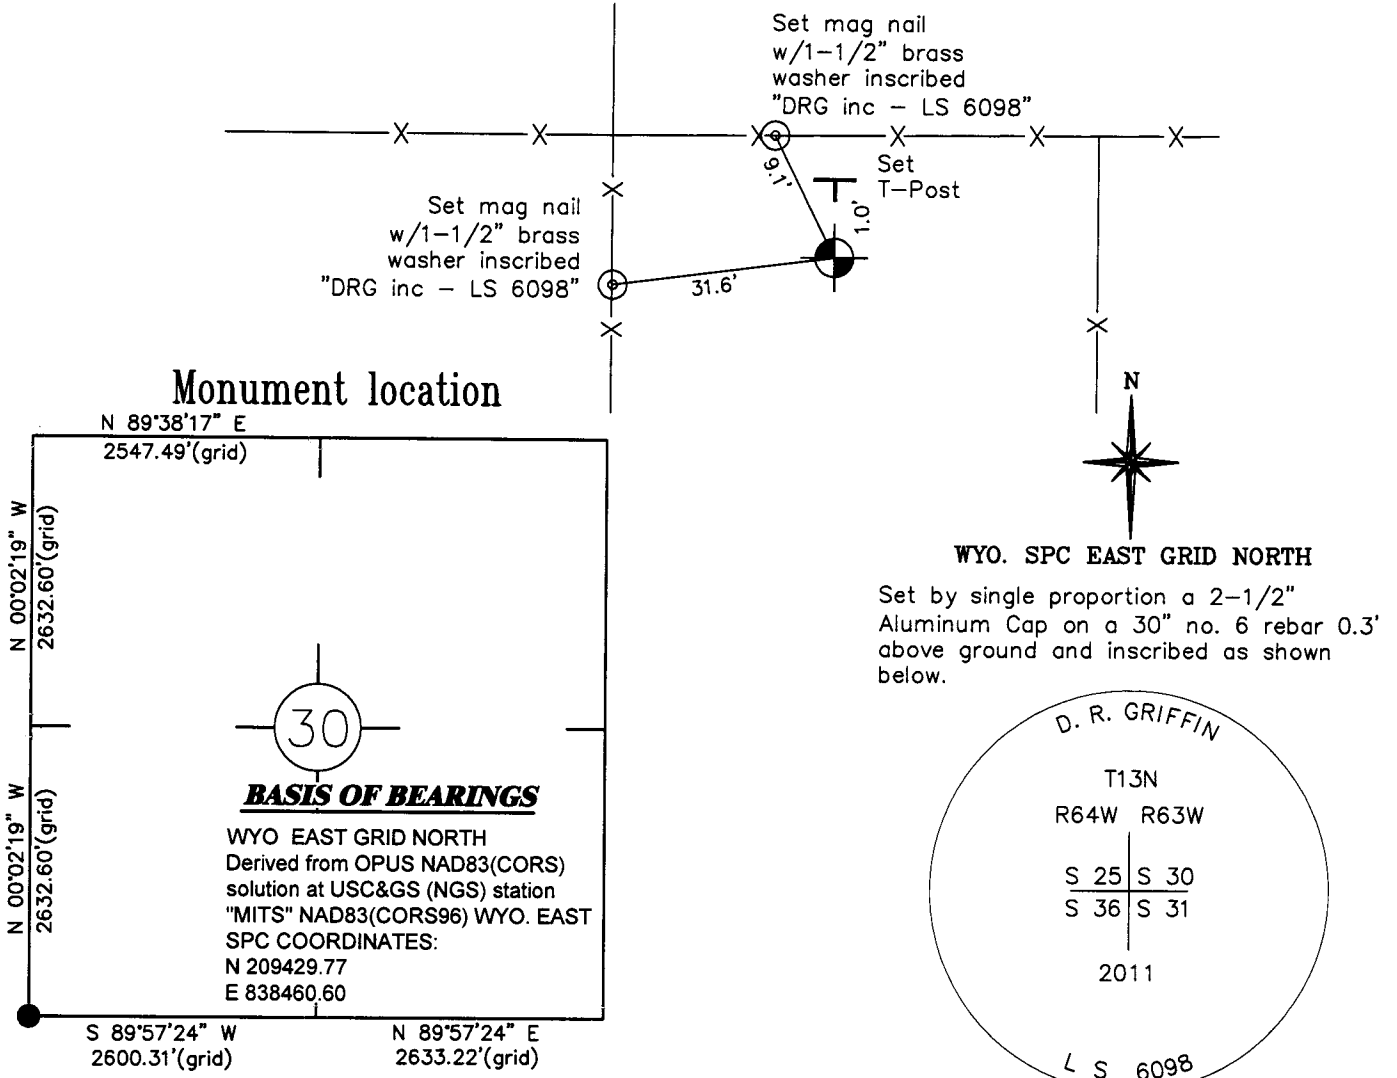 Set mag nail
w/1-1/2" brass
washer inscribed
"DRG inc - LS 6098"
9.1'
Set
T-Post
1.0'
Set mag nail
w/1-1/2" brass
washer inscribed
"DRG inc - LS 6098"
31.6'
Monument location
N 89°38'17" E
2547.49'(grid)
N 00°02'19" W
2632.60'(grid)
N 00°02'19" W
2632.60'(grid)
30
BASIS OF BEARINGS
WYO EAST GRID NORTH
Derived from OPUS NAD83(CORS)
solution at USC&GS (NGS) station
"MITS" NAD83(CORS96) WYO. EAST
SPC COORDINATES:
N 209429.77
E 838460.60
S 89°57'24" W
2600.31'(grid)
N 89°57'24" E
2633.22'(grid)
N
WYO. SPC EAST GRID NORTH
Set by single proportion a 2-1/2"
Aluminum Cap on a 30" no. 6 rebar 0.3'
above ground and inscribed as shown
below.
D. R. GRIFFIN
T13N
R64W R63W
S 25 S 30
S 36 S 31
2011
L S 6098